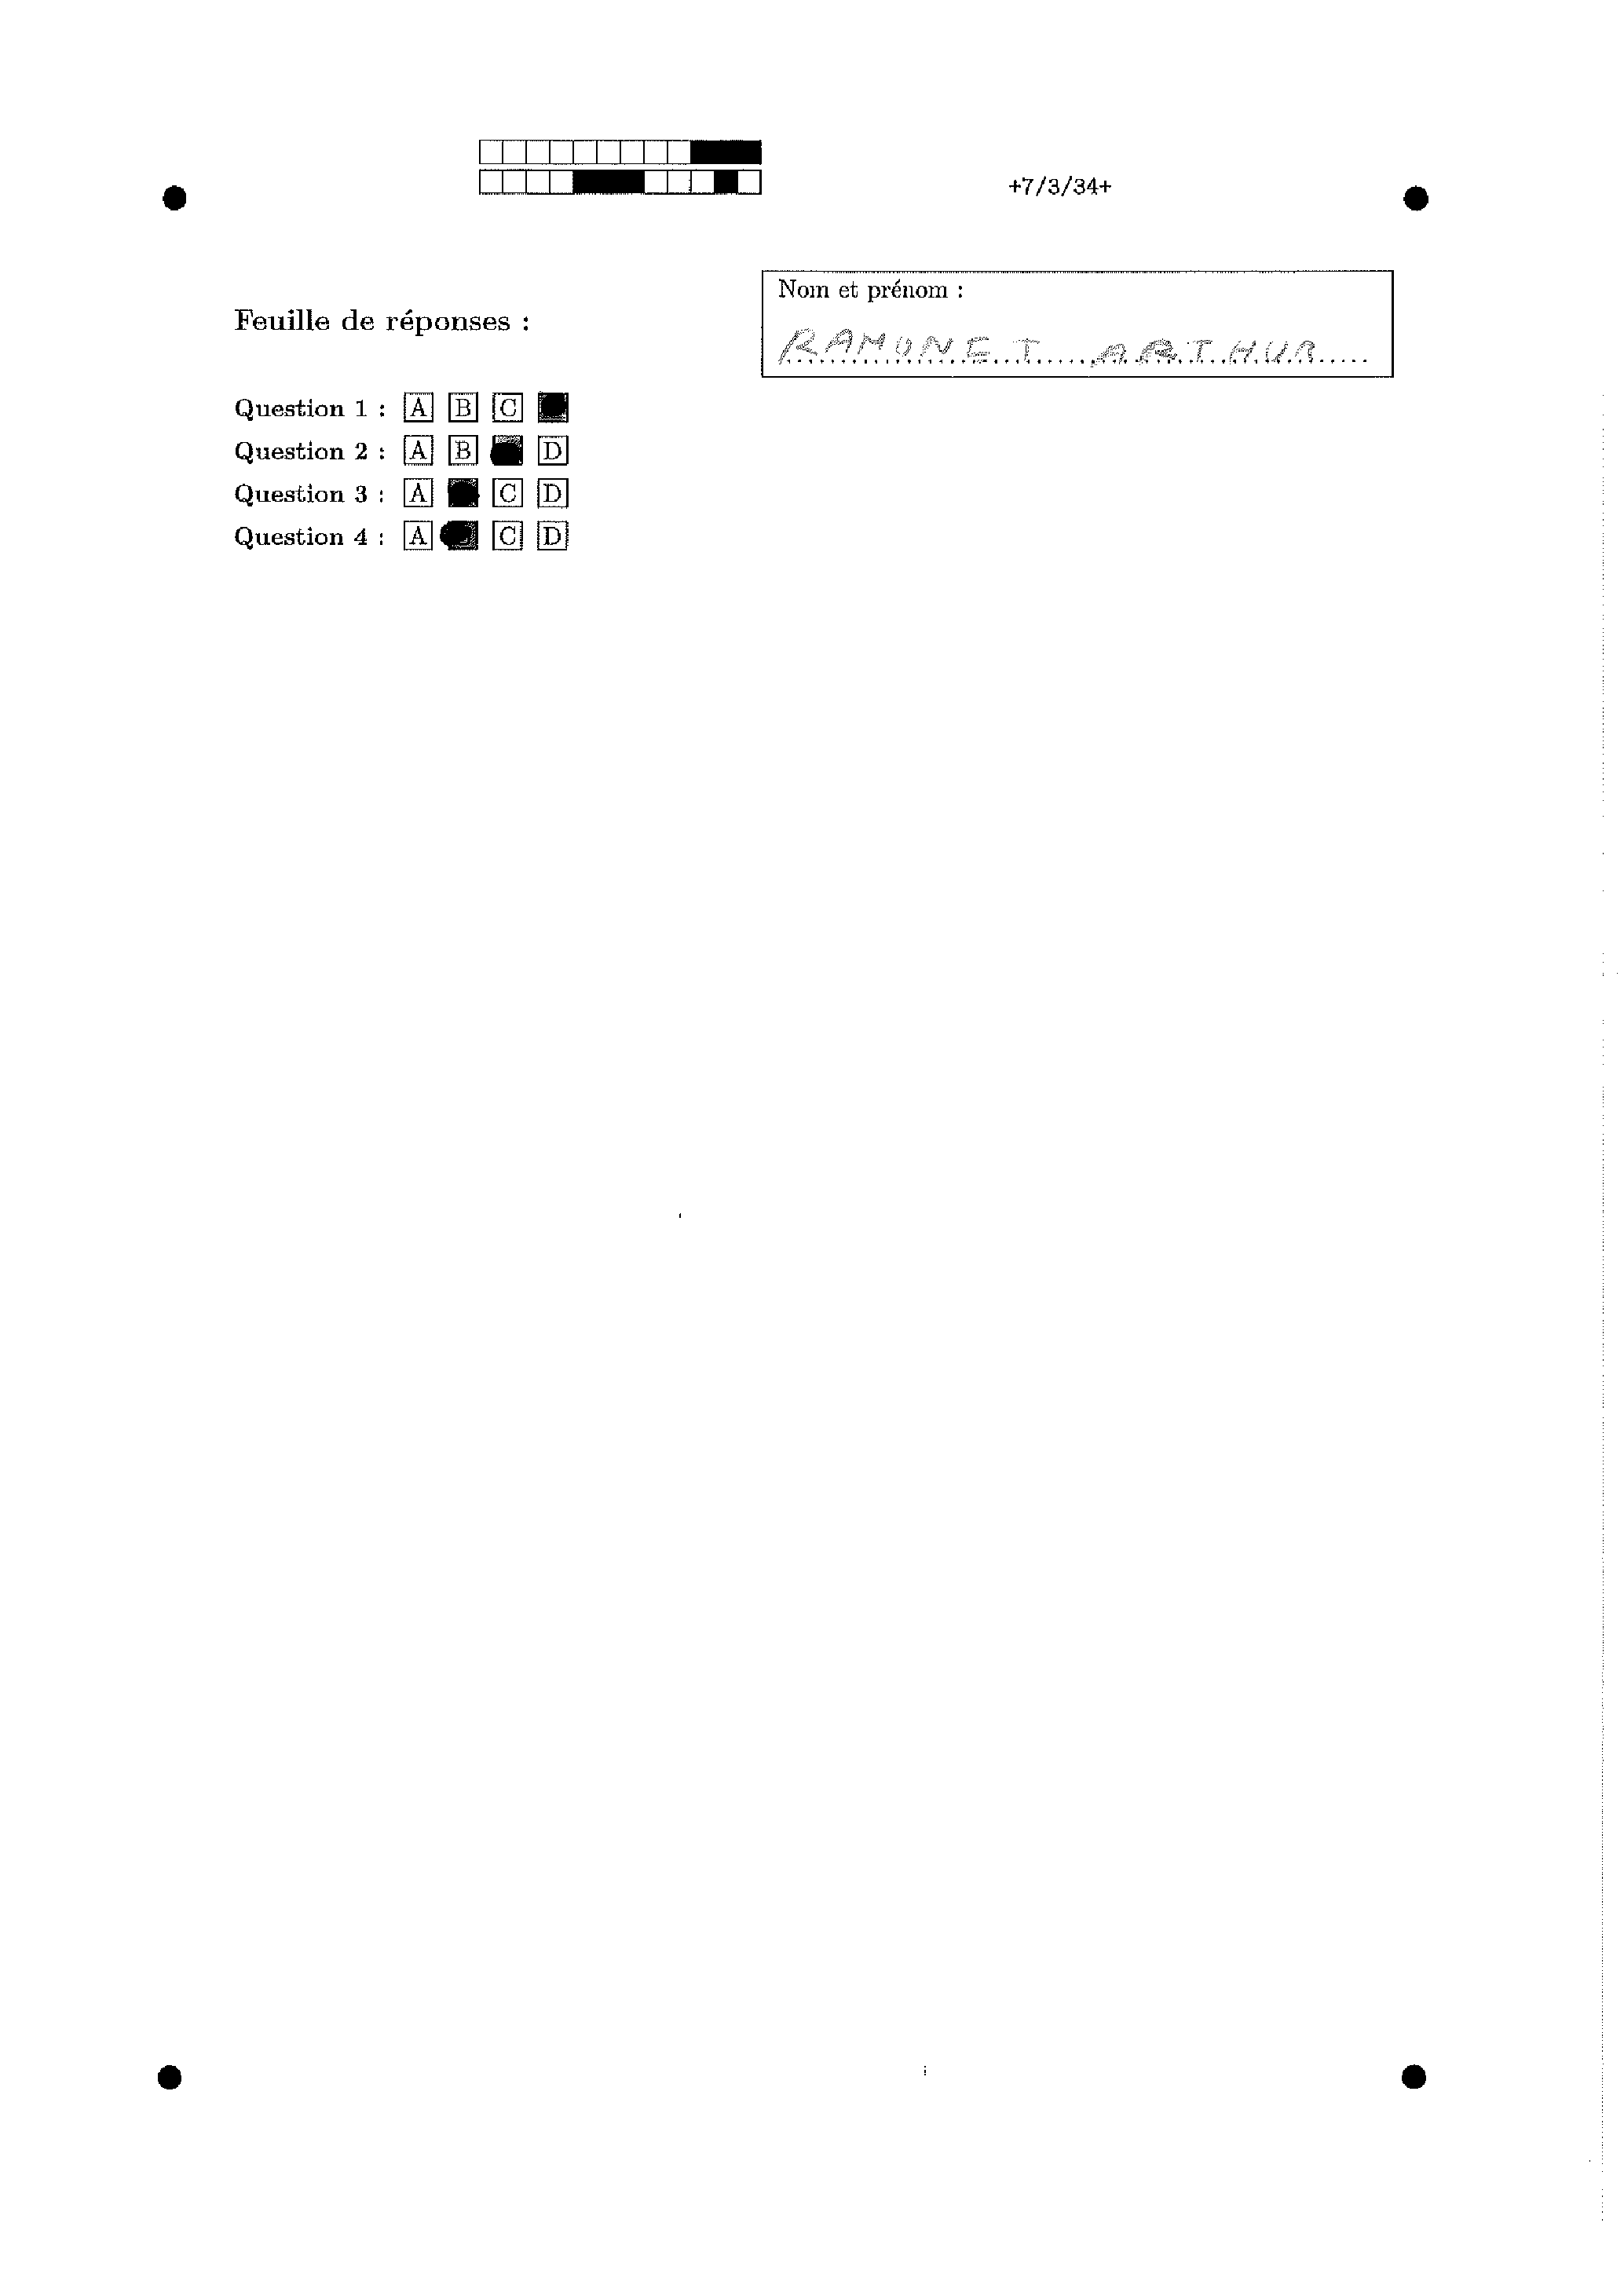 +7/3/34+
Nom et prénom :
RAMONET ARTHUR
Feuille de réponses :
Question 1 : A B C
Question 2 : A B D
Question 3 : A C D
Question 4 : A C D